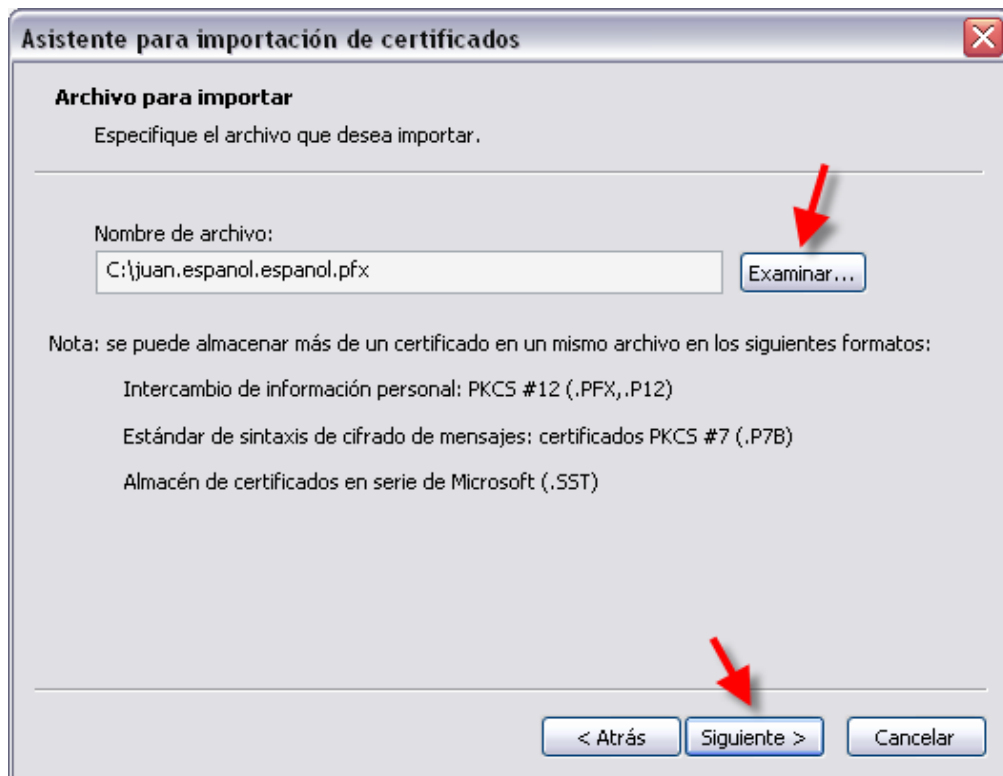 Asistente para importación de certificados
Archivo para importar
Especifique el archivo que desea importar.
Nombre de archivo:
C:\juan.espanol.espanol.pfx
Examinar...
Nota: se puede almacenar más de un certificado en un mismo archivo en los siguientes formatos:
Intercambio de información personal: PKCS #12 (.PFX,.P12)
Estándar de sintaxis de cifrado de mensajes: certificados PKCS #7 (.P7B)
Almacén de certificados en serie de Microsoft (.SST)
< Atrás
Siguiente >
Cancelar